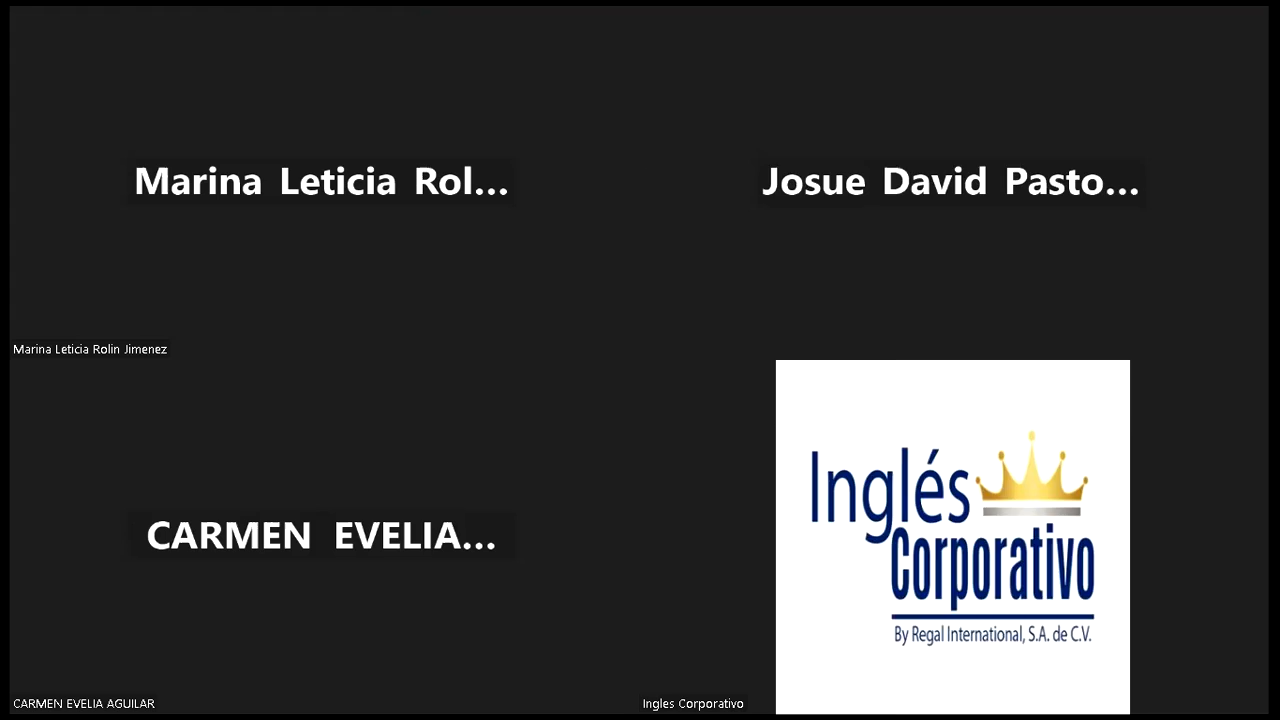 Marina Leticia Rol...
Josue David Pasto...
Marina Leticia Rolin Jimenez
CARMEN EVELIA...
Inglés
Corporativo
By Regal International, S.A. de C.V.
CARMEN EVELIA AGUILAR
Ingles Corporativo